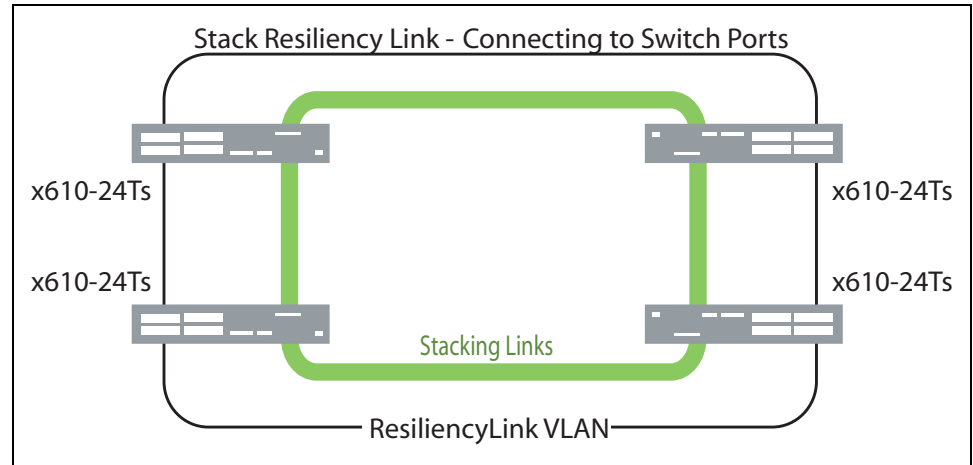 Stack Resiliency Link - Connecting to Switch Ports
x610-24Ts
x610-24Ts
x610-24Ts
x610-24Ts
Stacking Links
ResiliencyLink VLAN